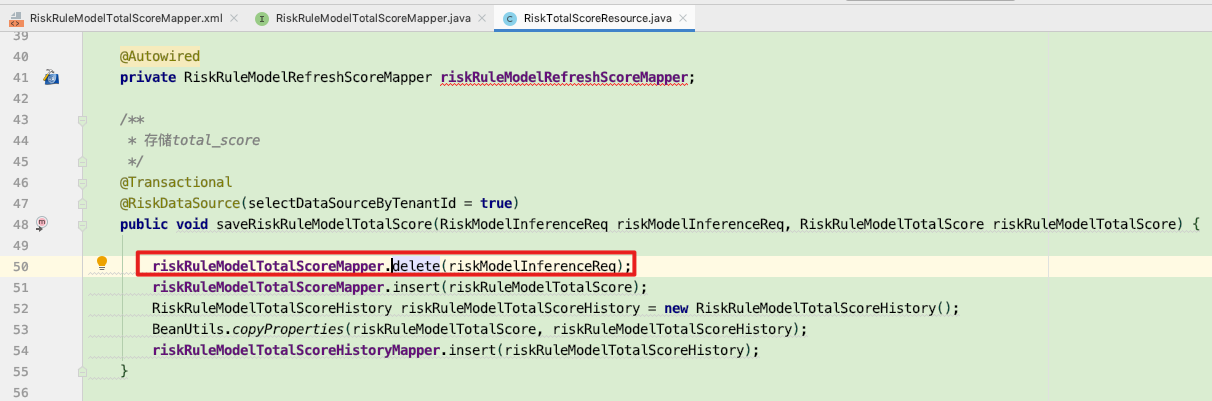 RiskRuleModelTotalScoreMapper.xml RiskRuleModelTotalScoreMapper.java RiskTotalScoreResource.java
39
40 @Autowired
41 private RiskRuleModelRefreshScoreMapper riskRuleModelRefreshScoreMapper;
42
43 /**
44 * 存储total_score
45 */
46 @Transactional
47 @RiskDataSource(selectDataSourceByTenantId = true)
48 public void saveRiskRuleModelTotalScore(RiskModelInferenceReq riskModelInferenceReq, RiskRuleModelTotalScore riskRuleModelTotalScore) {
49
50 riskRuleModelTotalScoreMapper.delete(riskModelInferenceReq);
51 riskRuleModelTotalScoreMapper.insert(riskRuleModelTotalScore);
52 RiskRuleModelTotalScoreHistory riskRuleModelTotalScoreHistory = new RiskRuleModelTotalScoreHistory();
53 BeanUtils.copyProperties(riskRuleModelTotalScore, riskRuleModelTotalScoreHistory);
54 riskRuleModelTotalScoreHistoryMapper.insert(riskRuleModelTotalScoreHistory);
55 }
56